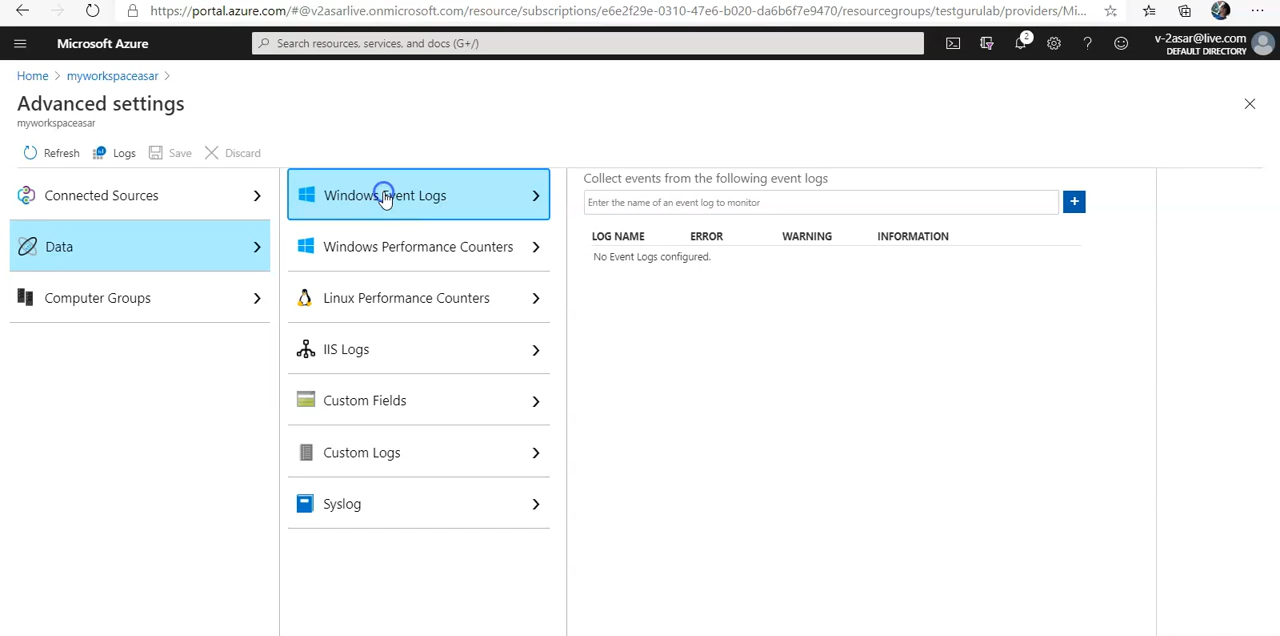 https://portal.azure.com/#@v2asarlive.onmicrosoft.com/resource/subscriptions/e6e2f29e-0310-47e6-b020-da6b6f7e9470/resourcegroups/testgurulab/providers/Mi...
Microsoft Azure
Search resources, services, and docs (G+/)
2
v-2asar@live.com
DEFAULT DIRECTORY
Home > myworkspaceasar >
Advanced settings
myworkspaceasar
Refresh Logs Save Discard
Connected Sources
Data
Computer Groups
Windows Event Logs
Windows Performance Counters
Linux Performance Counters
IIS Logs
Custom Fields
Custom Logs
Syslog
Collect events from the following event logs
Enter the name of an event log to monitor
+
LOG NAME ERROR WARNING INFORMATION
No Event Logs configured.